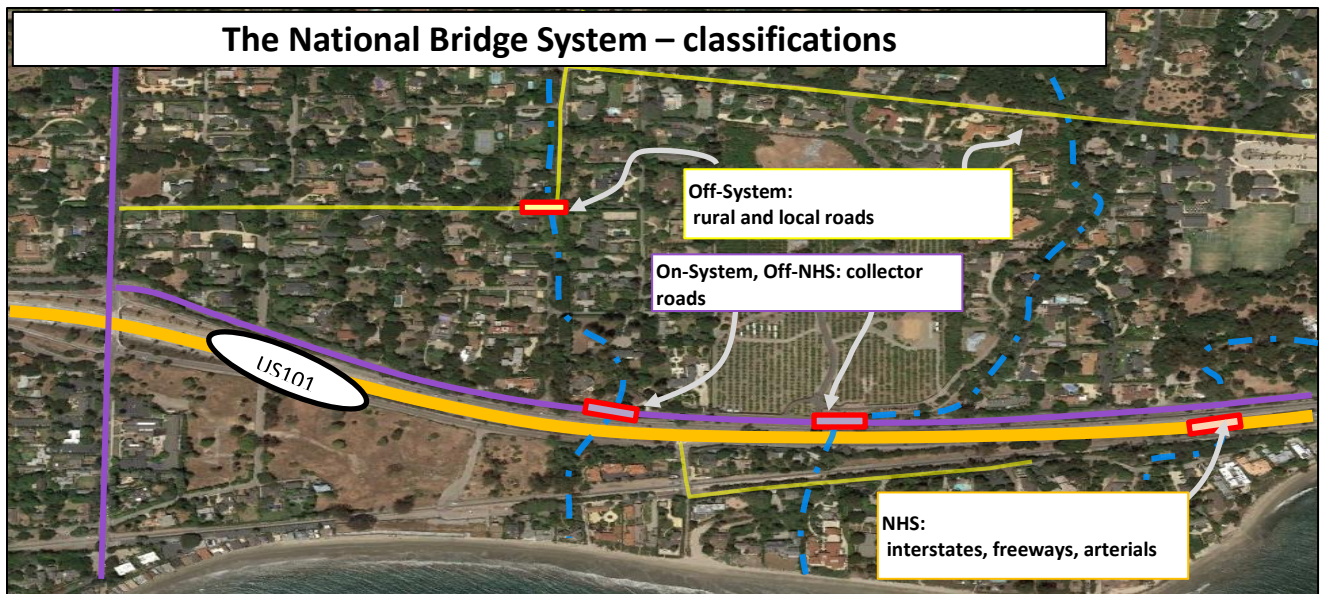 The National Bridge System – classifications
Off-System:
rural and local roads
On-System, Off-NHS: collector
roads
US101
NHS:
interstates, freeways, arterials